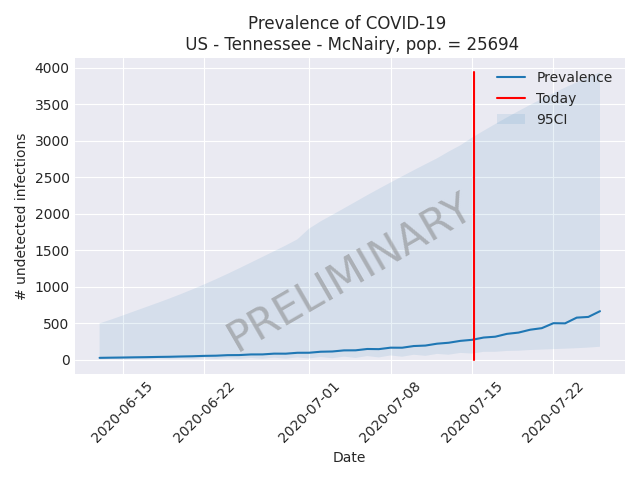 Prevalence of COVID-19
US - Tennessee - McNairy, pop. = 25694
4000
3500
3000
2500
2000
1500
1000
500
0
# undetected infections
Prevalence
Today
95CI
PRELIMINARY
2020-06-15
2020-06-22
2020-07-01
2020-07-08
2020-07-15
2020-07-22
Date